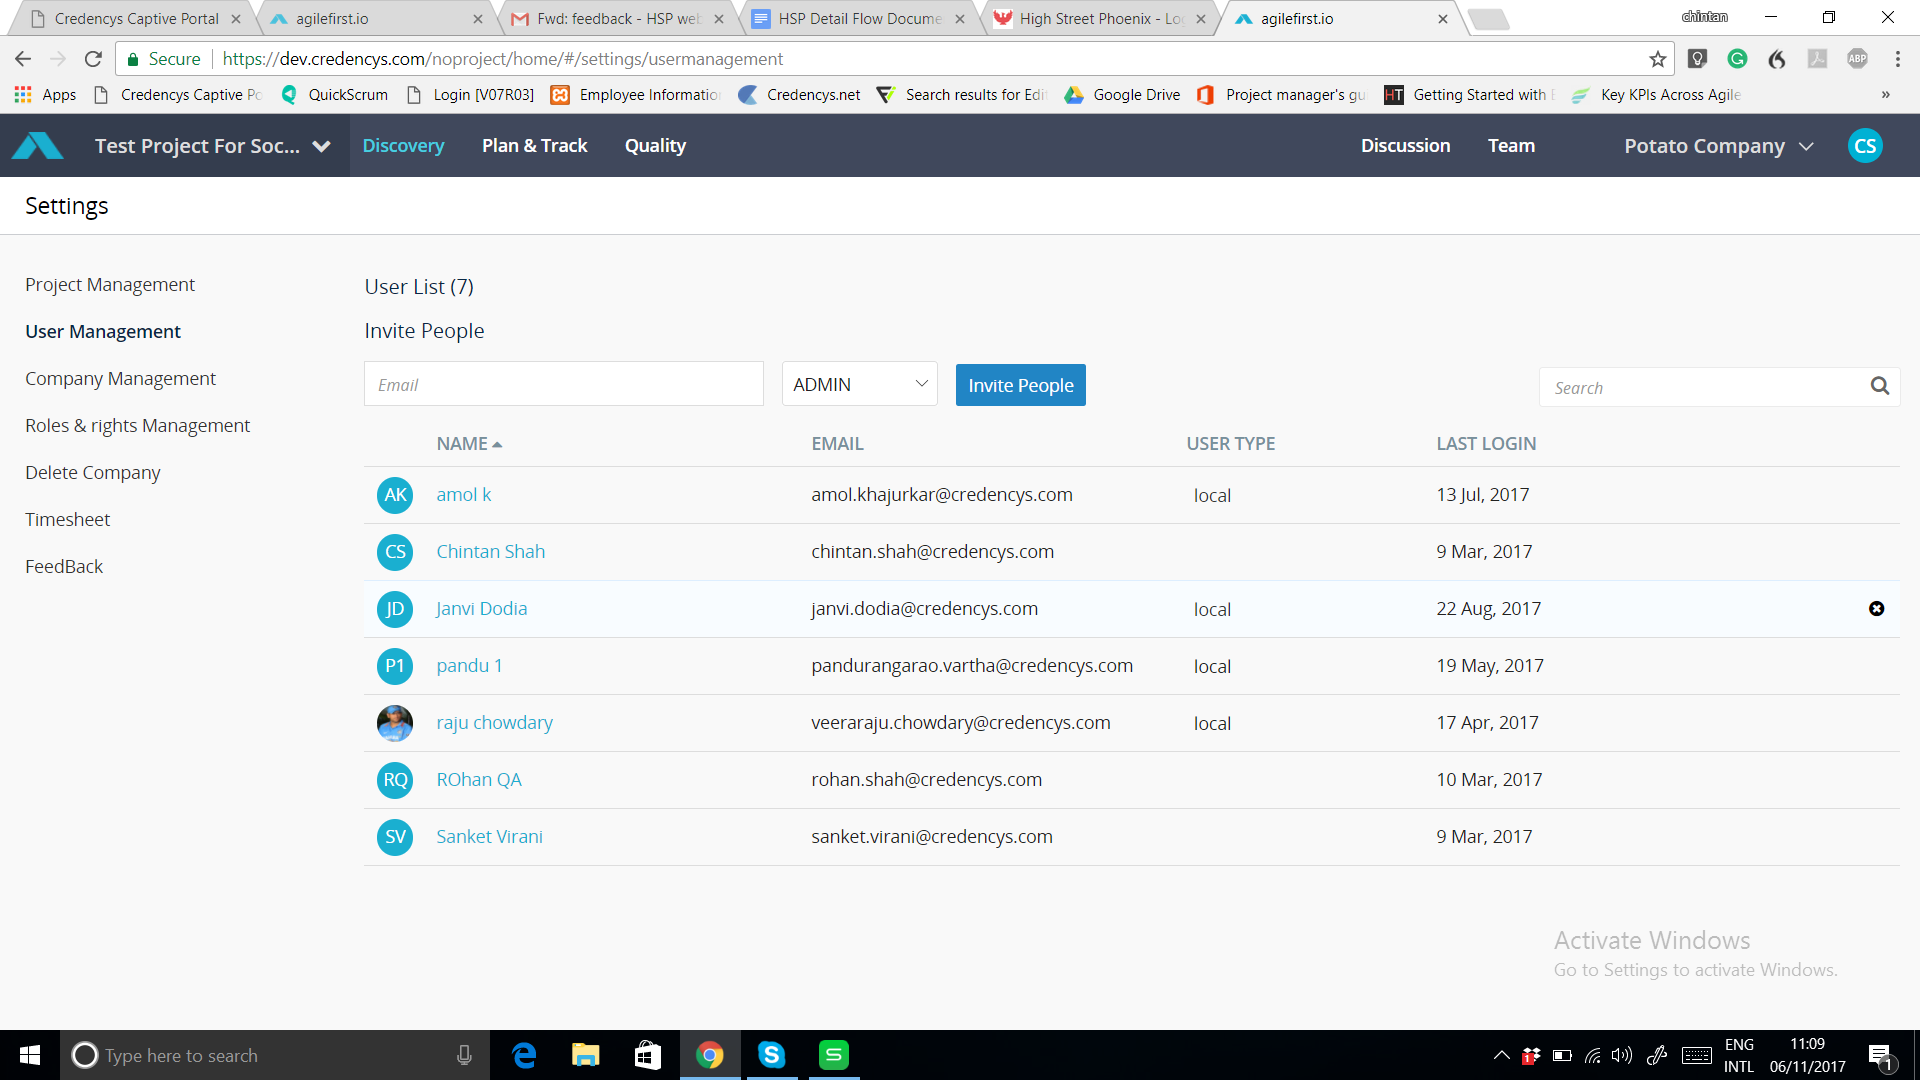 Credencys Captive Portal
agilefirst.io
Fwd: feedback - HSP web
HSP Detail Flow Docume
High Street Phoenix - Log
agilefirst.io
chintan
Secure
https://dev.credencys.com/noproject/home/#/settings/usermanagement
ABP
Apps
Credencys Captive Po
QuickScrum
Login [V07R03]
Employee Information
Credencys.net
Search results for Edit
Google Drive
HT
Project manager's gu
Getting Started with
Key KPIs Across Agile
»
Test Project For Soc...
Discovery
Plan & Track
Quality
Discussion
Team
Potato Company
CS
Settings
Project Management
User Management
Company Management
Roles & rights Management
Delete Company
Timesheet
FeedBack
User List (7)
Invite People
Email
ADMIN
Invite People
Search
NAME EMAIL USER TYPE LAST LOGIN
AK amol k amol.khajurkar@credencys.com local 13 Jul, 2017
CS Chintan Shah chintan.shah@credencys.com 9 Mar, 2017
JD Janvi Dodia janvi.dodia@credencys.com local 22 Aug, 2017
P1 pandu 1 pandurangarao.vartha@credencys.com local 19 May, 2017
raju chowdary veeraraju.chowdary@credencys.com local 17 Apr, 2017
RQ ROhan QA rohan.shah@credencys.com 10 Mar, 2017
SV Sanket Virani sanket.virani@credencys.com 9 Mar, 2017
Activate Windows
Go to Settings to activate Windows.
Type here to search
S
S
1
ENG
INTL
11:09
06/11/2017
1